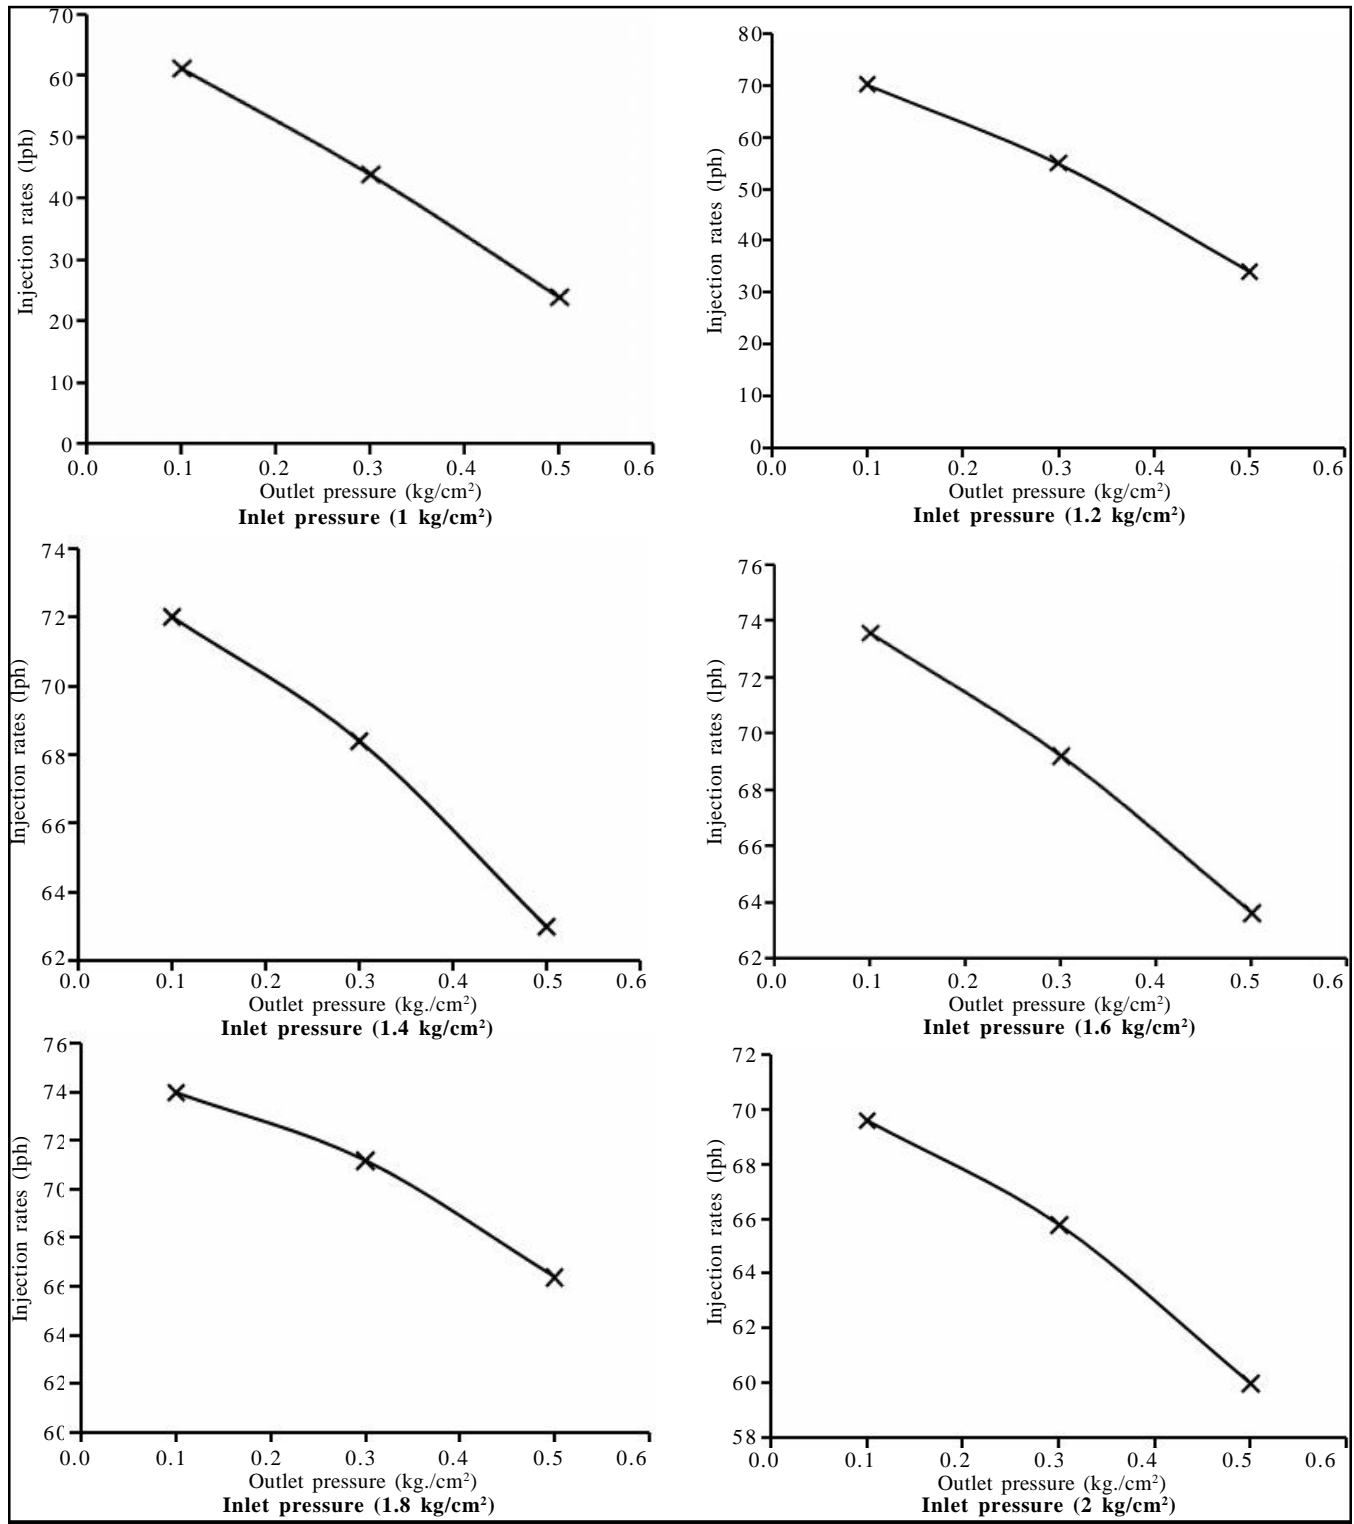 70
60
50
40
30
20
10
0
Injection rates (lph)
0.0 0.1 0.2 0.3 0.4 0.5 0.6
Outlet pressure (kg/cm²)
Inlet pressure (1 kg/cm²)
80
70
60
50
40
30
20
10
0
Injection rates (lph)
0.0 0.1 0.2 0.3 0.4 0.5 0.6
Outlet pressure (kg/cm²)
Inlet pressure (1.2 kg/cm²)
74
72
70
68
66
64
62
Injection rates (lph)
0.0 0.1 0.2 0.3 0.4 0.5 0.6
Outlet pressure (kg./cm²)
Inlet pressure (1.4 kg/cm²)
76
74
72
70
68
66
64
62
Injection rates (lph)
0.0 0.1 0.2 0.3 0.4 0.5 0.6
Outlet pressure (kg/cm²)
Inlet pressure (1.6 kg/cm²)
76
74
72
70
68
66
64
62
60
Injection rates (lph)
0.0 0.1 0.2 0.3 0.4 0.5 0.6
Outlet pressure (kg./cm²)
Inlet pressure (1.8 kg/cm²)
72
70
68
66
64
62
60
58
Injection rates (lph)
0.0 0.1 0.2 0.3 0.4 0.5 0.6
Outlet pressure (kg./cm²)
Inlet pressure (2 kg/cm²)